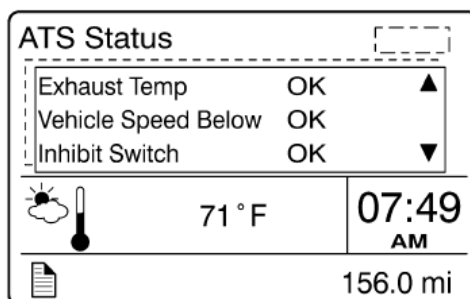 ATS Status
Exhaust Temp OK
Vehicle Speed Below OK
Inhibit Switch OK
71°F
07:49
AM
156.0 mi